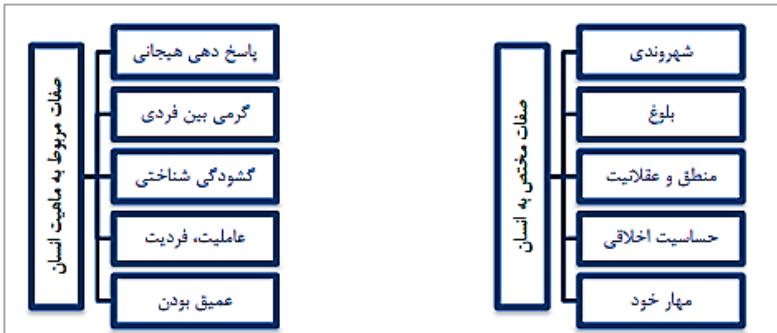 صفات مختص به انسان
شهروندی
بلوغ
منطق و عقلانیت
حساسیت اخلاقی
مهار خود
صفات مربوط به ماهیت انسان
پاسخ دهی هیجانی
گرمی بین فردی
گشودگی شناختی
عاملیت، فردیت
عمیق بودن